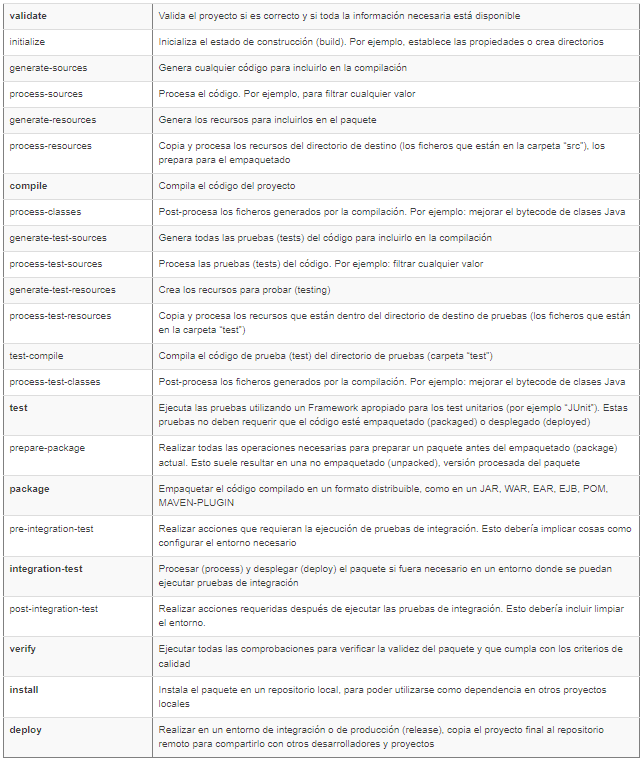 validate Valida el proyecto si es correcto y si toda la información necesaria está disponible
initialize Inicializa el estado de construcción (build). Por ejemplo, establece las propiedades o crea directorios
generate-sources Genera cualquier código para incluirlo en la compilación
process-sources Procesa el código. Por ejemplo, para filtrar cualquier valor
generate-resources Genera los recursos para incluirlos en el paquete
process-resources Copia y procesa los recursos del directorio de destino (los ficheros que están en la carpeta “src”), los
prepara para el empaquetado
compile Compila el código del proyecto
process-classes Post-procesa los ficheros generados por la compilación. Por ejemplo: mejorar el bytecode de clases Java
generate-test-sources Genera todas las pruebas (tests) del código para incluirlo en la compilación
process-test-sources Procesa las pruebas (tests) del código. Por ejemplo: filtrar cualquier valor
generate-test-resources Crea los recursos para probar (testing)
process-test-resources Copia y procesa los recursos que están dentro del directorio de destino de pruebas (los ficheros que están
en la carpeta “test”)
test-compile Compila el código de prueba (test) del directorio de pruebas (carpeta “test”)
process-test-classes Post-procesa los ficheros generados por la compilación. Por ejemplo: mejorar el bytecode de clases Java
test Ejecuta las pruebas utilizando un Framework apropiado para los test unitarios (por ejemplo “JUnit”). Estas
pruebas no deben requerir que el código esté empaquetado (packaged) o desplegado (deployed)
prepare-package Realizar todas las operaciones necesarias para preparar un paquete antes del empaquetado (package)
actual. Esto suele resultar en una no empaquetado (unpacked), versión procesada del paquete
package Empaquetar el código compilado en un formato distribuible, como en un JAR, WAR, EAR, EJB, POM,
MAVEN-PLUGIN
pre-integration-test Realizar acciones que requieran la ejecución de pruebas de integración. Esto debería implicar cosas como
configurar el entorno necesario
integration-test Procesar (process) y desplegar (deploy) el paquete si fuera necesario en un entorno donde se puedan
ejecutar pruebas de integración
post-integration-test Realizar acciones requeridas después de ejecutar las pruebas de integración. Esto debería incluir limpiar
el entorno.
verify Ejecutar todas las comprobaciones para verificar la validez del paquete y que cumpla con los criterios de
calidad
install Instala el paquete en un repositorio local, para poder utilizarse como dependencia en otros proyectos
locales
deploy Realizar en un entorno de integración o de producción (release), copia el proyecto final al repositorio
remoto para compartirlo con otros desarrolladores y proyectos